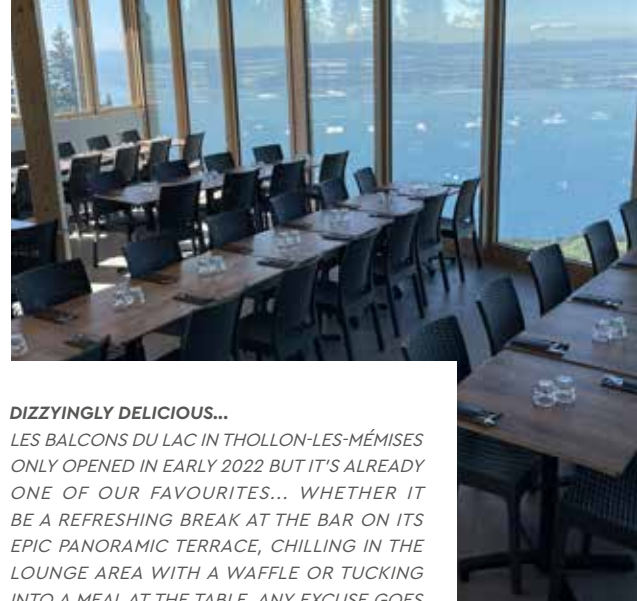 DIZZYINGLY DELICIOUS...
LES BALCONS DU LAC IN THOLLON-LES-MÉMISES
ONLY OPENED IN EARLY 2022 BUT IT'S ALREADY
ONE OF OUR FAVOURITES... WHETHER IT
BE A REFRESHING BREAK AT THE BAR ON ITS
EPIC PANORAMIC TERRACE, CHILLING IN THE
LOUNGE AREA WITH A WAFFLE OR TUCKING
INTO A MEAL AT THE TABLE, ANY EXCUSE GOES